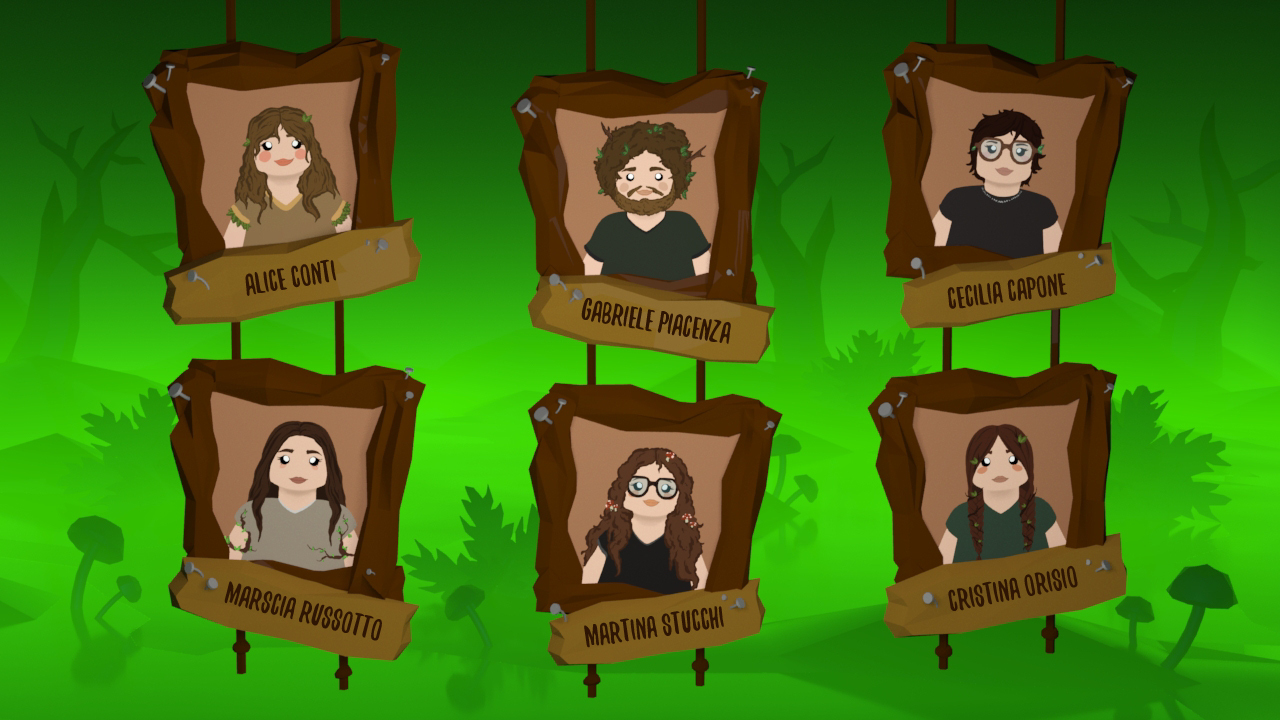 ALICE CONTI
GABRIELE PIACENZA
CECILIA CAPONE
MARSCIA RUSSOTTO
MARTINA STUCCHI
CRISTINA ORISIO